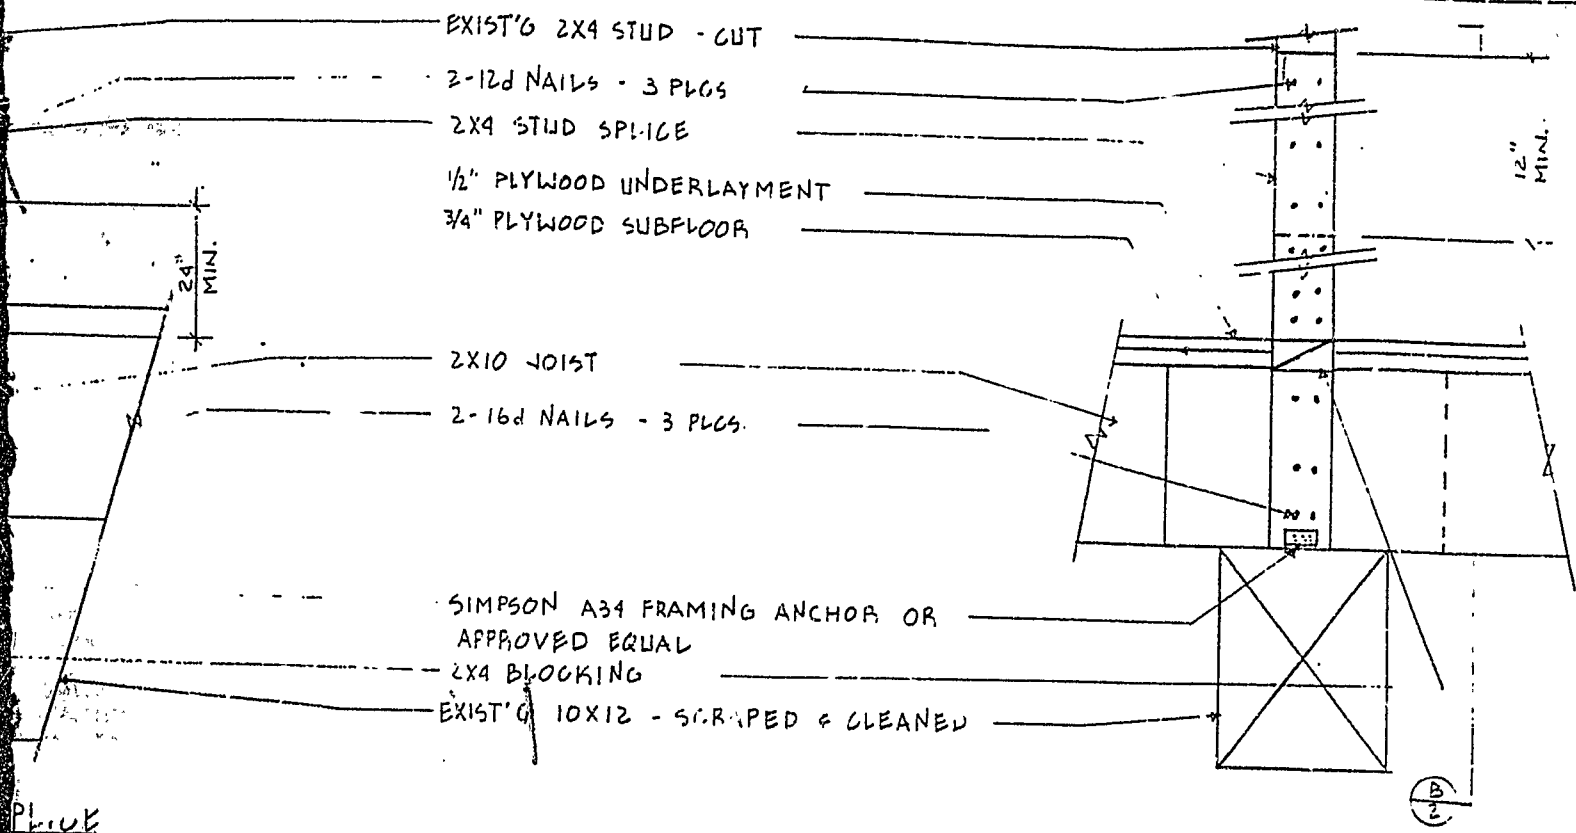 EXIST'G 2X4 STUD - CUT
2-12d NAILS - 3 PLCS
2X4 STUD SPLICE
1/2" PLYWOOD UNDERLAYMENT
3/4" PLYWOOD SUBFLOOR
12" MIN.
24" MIN.
2X10 JOIST
2-16d NAILS - 3 PLCS.
SIMPSON A34 FRAMING ANCHOR OR
APPROVED EQUAL
2X4 BLOCKING
EXIST'G 10X12 - SCRAPED & CLEANED
B
2